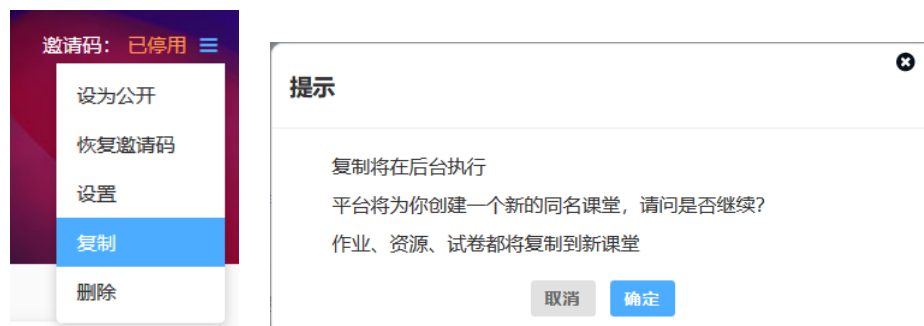 邀请码： 已停用
设为公开
恢复邀请码
设置
复制
删除
提示
复制将在后台执行
平台将为你创建一个新的同名课堂，请问是否继续?
作业、资源、试卷都将复制到新课堂
取消 确定